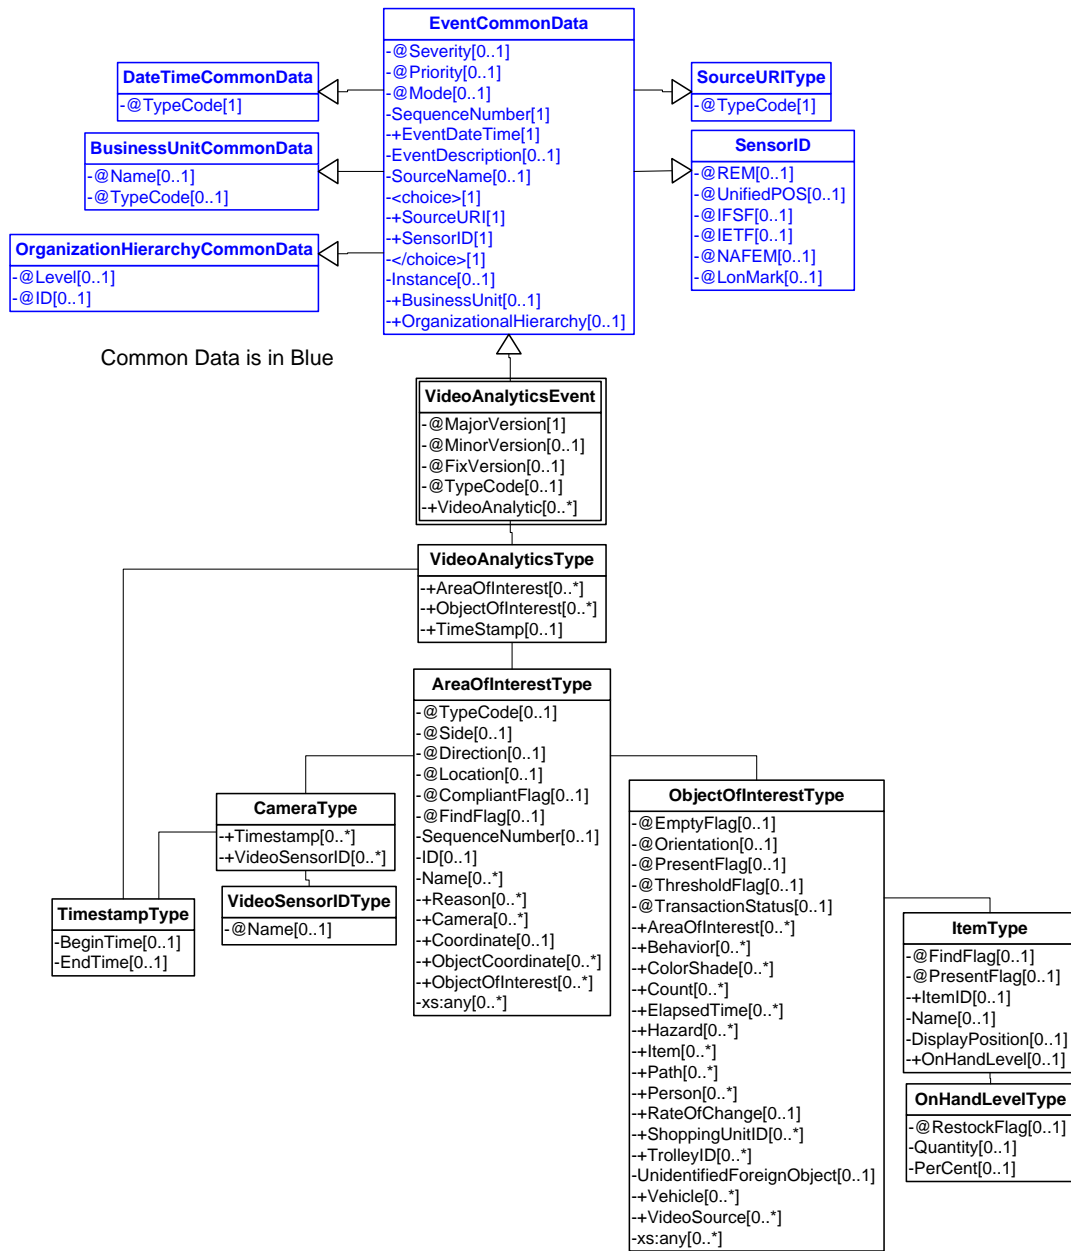 EventCommonData
-@Severity[0..1]
-@Priority[0..1]
-@Mode[0..1]
-SequenceNumber[1]
-+EventDateTime[1]
-EventDescription[0..1]
-SourceName[0..1]
-<choice>[1]
-+SourceURI[1]
-+SensorID[1]
-</choice>[1]
-Instance[0..1]
-+BusinessUnit[0..1]
-+OrganizationalHierarchy[0..1]
DateTimeCommonData
-@TypeCode[1]
BusinessUnitCommonData
-@Name[0..1]
-@TypeCode[0..1]
OrganizationHierarchyCommonData
-@Level[0..1]
-@ID[0..1]
SourceURIType
-@TypeCode[1]
SensorID
-@REM[0..1]
-@UnifiedPOS[0..1]
-@IFSF[0..1]
-@IETF[0..1]
-@NAFEM[0..1]
-@LonMark[0..1]
Common Data is in Blue
VideoAnalyticsEvent
-@MajorVersion[1]
-@MinorVersion[0..1]
-@FixVersion[0..1]
-@TypeCode[0..1]
-+VideoAnalytic[0..*]
VideoAnalyticsType
-+AreaOfInterest[0..*]
-+ObjectOfInterest[0..*]
-+TimeStamp[0..1]
AreaOfInterestType
-@TypeCode[0..1]
-@Side[0..1]
-@Direction[0..1]
-@Location[0..1]
-@CompliantFlag[0..1]
-@FindFlag[0..1]
-SequenceNumber[0..1]
-ID[0..1]
-Name[0..*]
-+Reason[0..*]
-+Camera[0..*]
-+Coordinate[0..1]
-+ObjectCoordinate[0..*]
-+ObjectOfInterest[0..*]
-xs:any[0..*]
CameraType
-+Timestamp[0..*]
-+VideoSensorID[0..*]
VideoSensorIDType
-@Name[0..1]
TimestampType
-BeginTime[0..1]
-EndTime[0..1]
ObjectOfInterestType
-@EmptyFlag[0..1]
-@Orientation[0..1]
-@PresentFlag[0..1]
-@ThresholdFlag[0..1]
-@TransactionStatus[0..1]
-+AreaOfInterest[0..*]
-+Behavior[0..*]
-+ColorShade[0..*]
-+Count[0..*]
-+ElapsedTime[0..*]
-+Hazard[0..*]
-+Item[0..*]
-+Path[0..*]
-+Person[0..*]
-+RateOfChange[0..1]
-+ShoppingUnitID[0..*]
-+TrolleyID[0..*]
-UnidentifiedForeignObject[0..1]
-+Vehicle[0..*]
-+VideoSource[0..*]
-xs:any[0..*]
ItemType
-@FindFlag[0..1]
-@PresentFlag[0..1]
-+ItemID[0..1]
-Name[0..1]
-DisplayPosition[0..1]
-+OnHandLevel[0..1]
OnHandLevelType
-@RestockFlag[0..1]
-Quantity[0..1]
-PerCent[0..1]